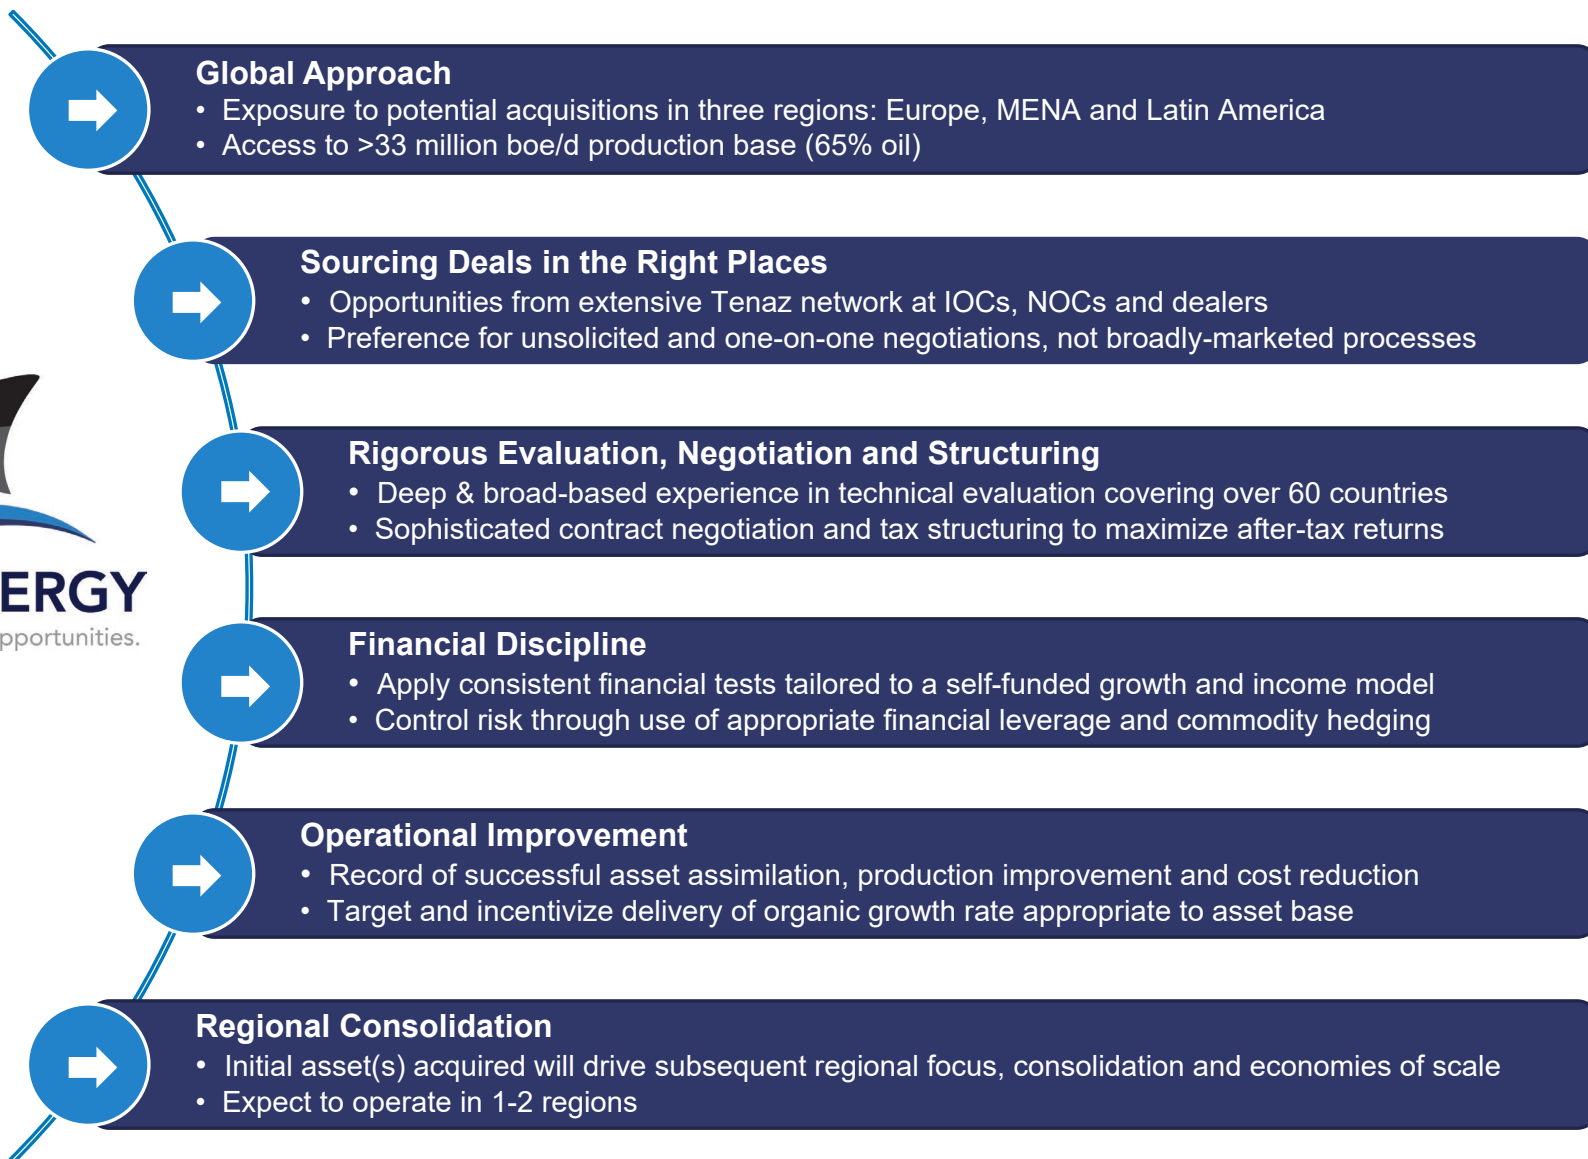 Global Approach
• Exposure to potential acquisitions in three regions: Europe, MENA and Latin America
• Access to >33 million boe/d production base (65% oil)
Sourcing Deals in the Right Places
• Opportunities from extensive Tenaz network at IOCs, NOCs and dealers
• Preference for unsolicited and one-on-one negotiations, not broadly-marketed processes
Rigorous Evaluation, Negotiation and Structuring
• Deep & broad-based experience in technical evaluation covering over 60 countries
• Sophisticated contract negotiation and tax structuring to maximize after-tax returns
ERGY
pportunities.
Financial Discipline
• Apply consistent financial tests tailored to a self-funded growth and income model
• Control risk through use of appropriate financial leverage and commodity hedging
Operational Improvement
• Record of successful asset assimilation, production improvement and cost reduction
• Target and incentivize delivery of organic growth rate appropriate to asset base
Regional Consolidation
• Initial asset(s) acquired will drive subsequent regional focus, consolidation and economies of scale
• Expect to operate in 1-2 regions